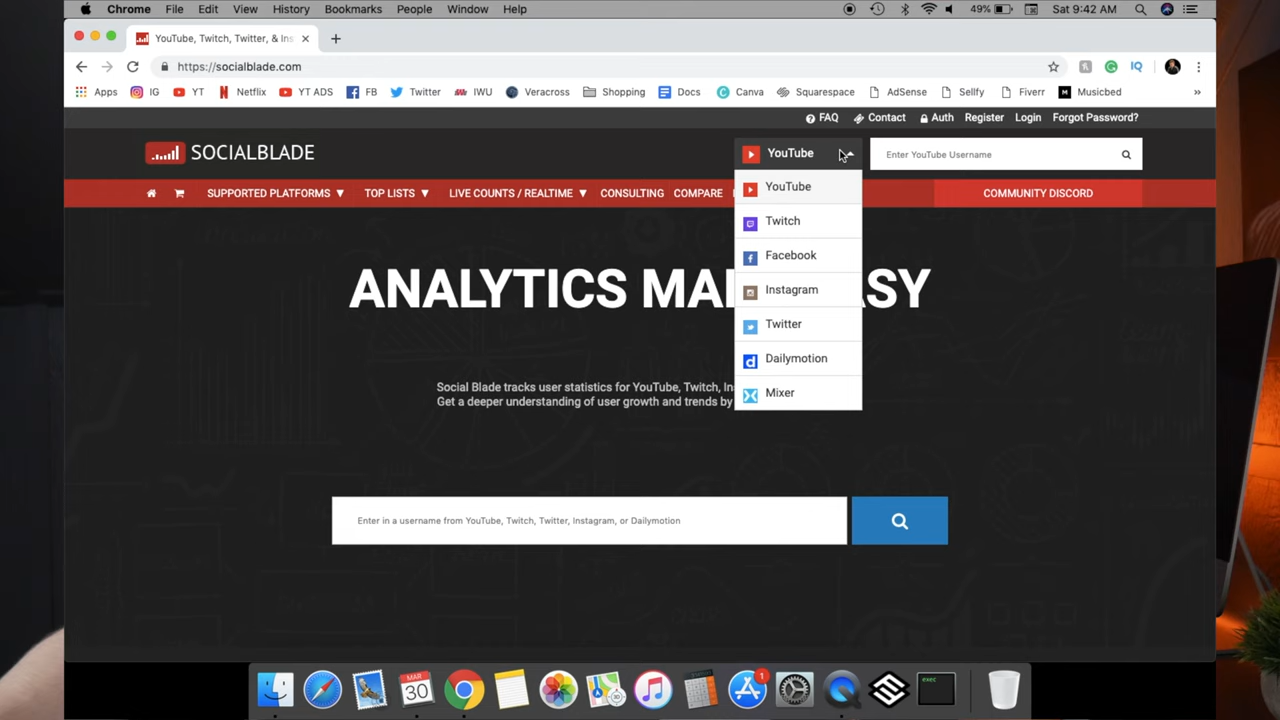 Chrome File Edit View History Bookmarks People Window Help 49% Sat 9:42 AM
YouTube, Twitch, Twitter, & Ins
https://socialblade.com IQ
Apps IG YT Netflix YT ADS FB Twitter IWU Veracross Shopping Docs Canva Squarespace AdSense Sellfy Fiverr Musicbed »
FAQ Contact Auth Register Login Forgot Password?
SOCIALBLADE YouTube Enter YouTube Username
SUPPORTED PLATFORMS TOP LISTS LIVE COUNTS / REALTIME CONSULTING COMPARE COMMUNITY DISCORD
YouTube
Twitch
Facebook
Instagram
Twitter
Dailymotion
Mixer
ANALYTICS MA ASY
Social Blade tracks user statistics for YouTube, Twitch, In
Get a deeper understanding of user growth and trends by
Enter in a username from YouTube, Twitch, Twitter, Instagram, or Dailymotion
MAR
30
1
exec